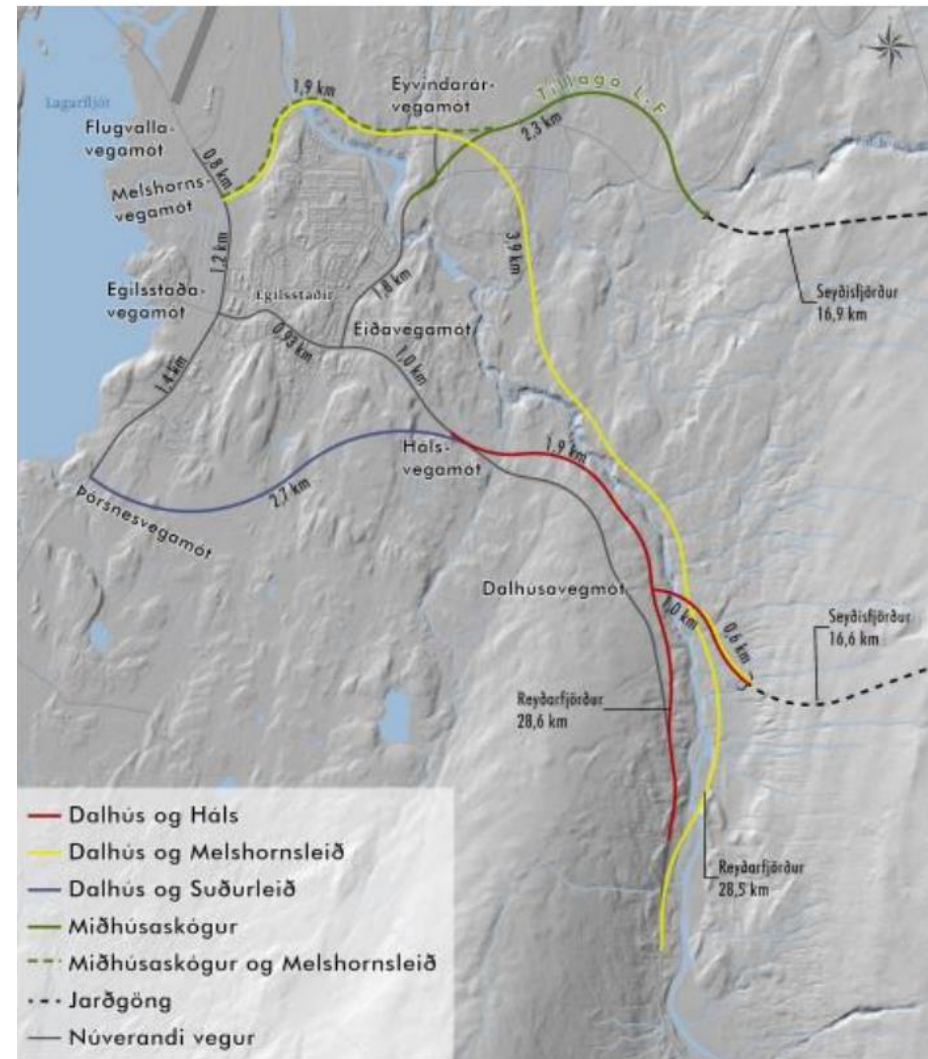 1,9 km
Eyvindarár-
vegamót
Tillaga L.F.
2,3 km
Lagarfljót
Flugvalla-
vegamót
0,8 km
Melshorns-
vegamót
1,2 km
3,9 km
Egilsstaða-
vegamót
Egilsstaðir
1,8 km
Seyðisfjörður
16,9 km
0,93 km
Eiðavegamót
1,0 km
1,4 km
Háls-
vegamót
1,9 km
2,7 km
Þórsnesvegamót
Dalhúsavegmót
1,0 km
0,6 km
Seyðisfjörður
16,6 km
Reyðarfjörður
28,6 km
Reyðarfjörður
28,5 km
Dalhús og Háls
Dalhús og Melshornsleið
Dalhús og Suðurleið
Miðhúsaskógur
Miðhúsaskógur og Melshornsleið
Jarðgöng
Núverandi vegur